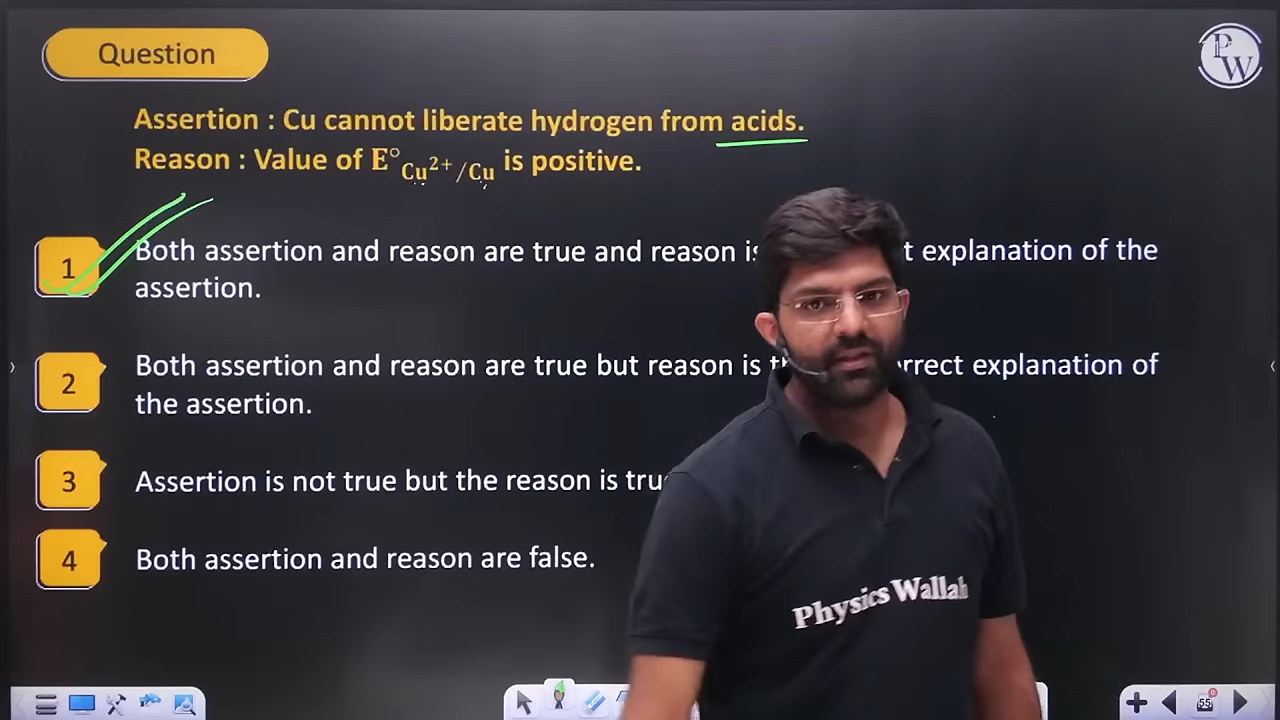 Question
PW
Assertion : Cu cannot liberate hydrogen from acids.
Reason : Value of E°Cu²⁺/Cu is positive.
1
Both assertion and reason are true and reason is t explanation of the
assertion.
2
Both assertion and reason are true but reason is th rrect explanation of
the assertion.
3
Assertion is not true but the reason is tru
4
Both assertion and reason are false.
Physics Wallah
55